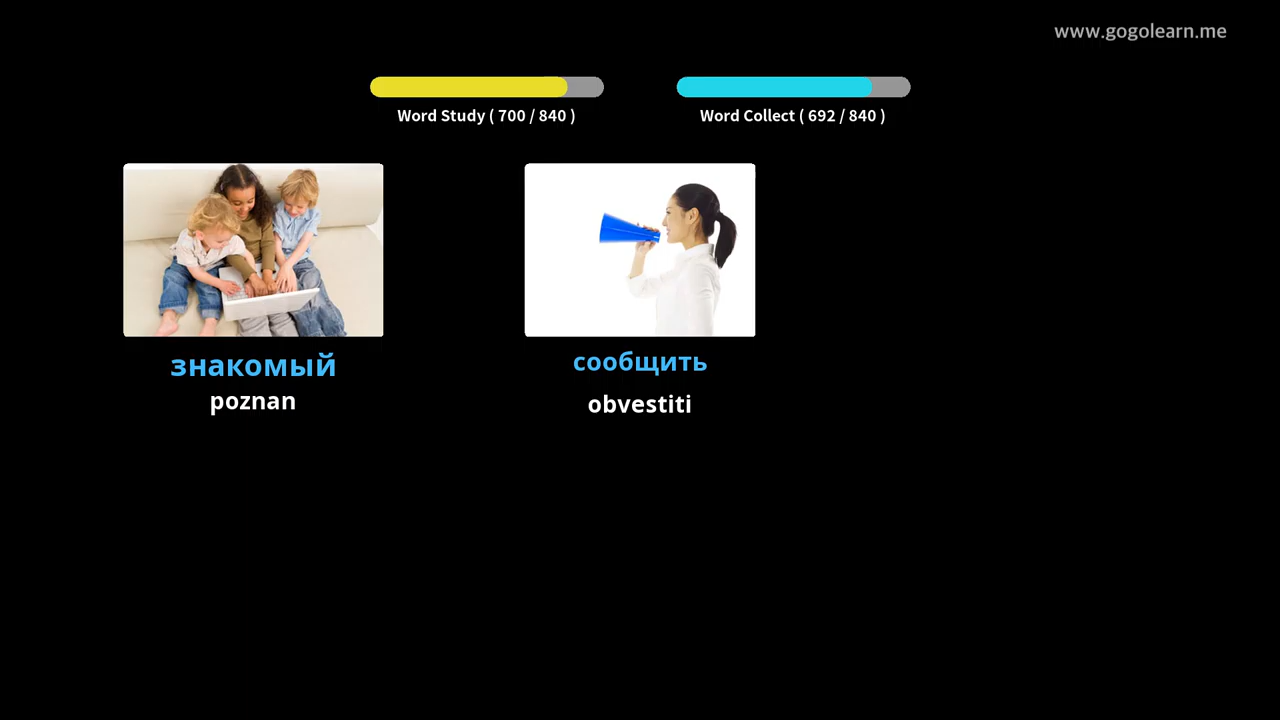 www.gogolearn.me
Word Study ( 700 / 840 )
Word Collect ( 692 / 840 )
знакомый
poznan
сообщить
obvestiti